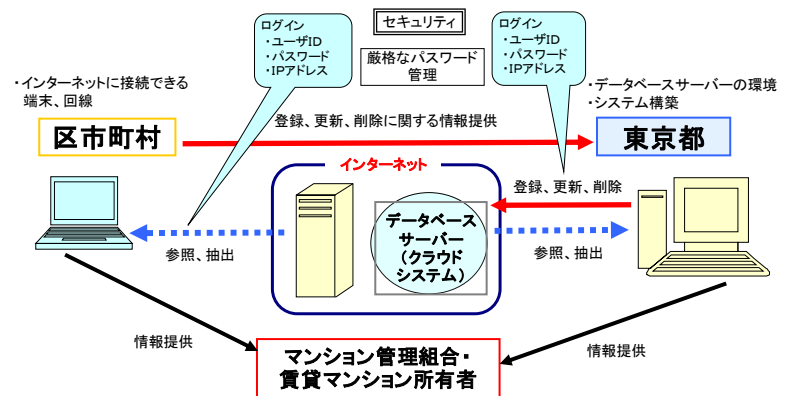 ログイン
・ユーザID
・パスワード
・IPアドレス
セキュリティ
厳格なパスワード
管理
ログイン
・ユーザID
・パスワード
・IPアドレス
・インターネットに接続できる
端末、回線
・データベースサーバーの環境
・システム構築
区市町村
登録、更新、削除に関する情報提供
東京都
インターネット
登録、更新、削除
データベース
サーバー
（クラウド
システム）
参照、抽出
参照、抽出
情報提供
情報提供
マンション管理組合・
賃貸マンション所有者